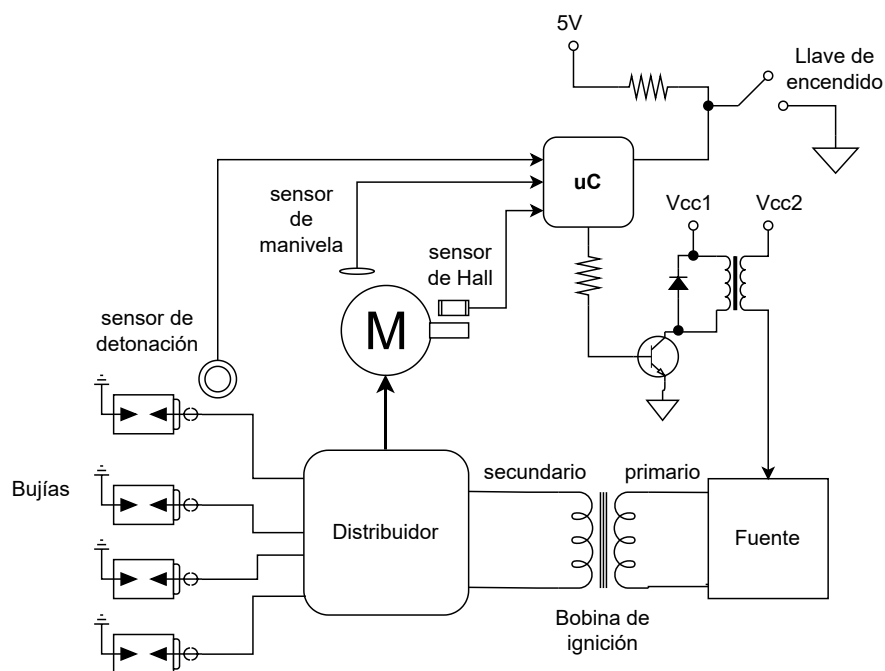 5V
Llave de
encendido
uC
sensor
de
manivela
Vcc1
Vcc2
sensor
de Hall
M
sensor de
detonación
Bujías
secundario
primario
Distribuidor
Fuente
Bobina de
ignición